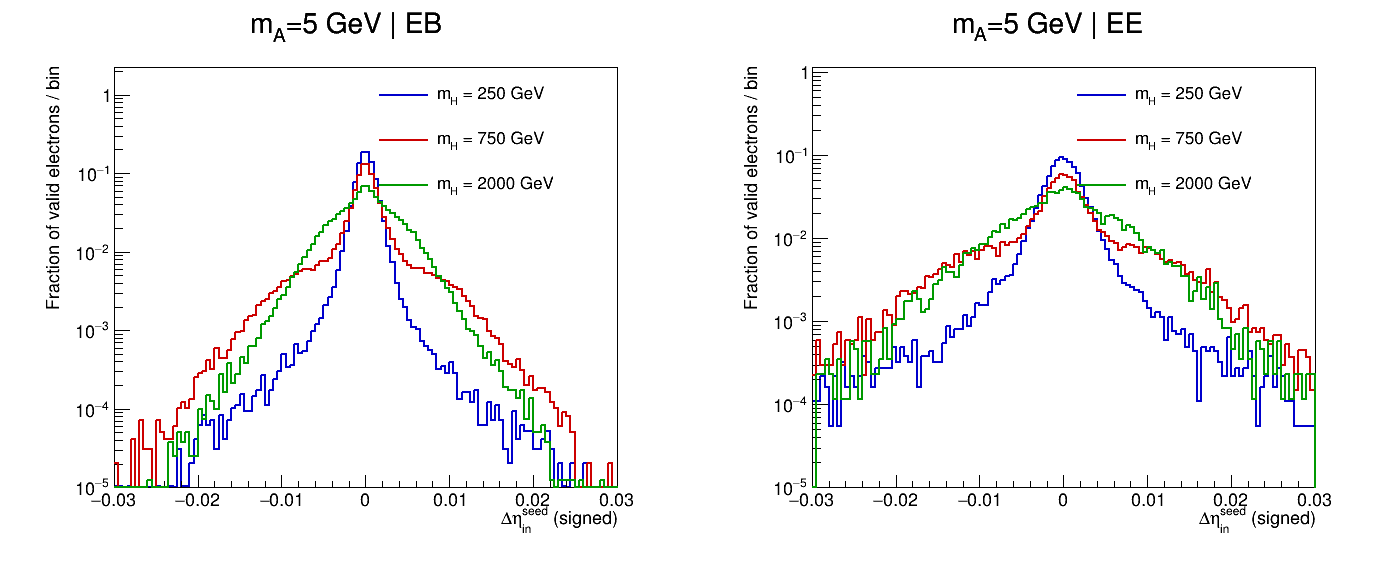 m_A=5 GeV | EB
Fraction of valid electrons / bin
1
10^−1
10^−2
10^−3
10^−4
10^−5
m_H = 250 GeV
m_H = 750 GeV
m_H = 2000 GeV
−0.03 −0.02 −0.01 0 0.01 0.02 0.03
Δη_in^seed (signed)
m_A=5 GeV | EE
Fraction of valid electrons / bin
1
10^−1
10^−2
10^−3
10^−4
10^−5
m_H = 250 GeV
m_H = 750 GeV
m_H = 2000 GeV
−0.03 −0.02 −0.01 0 0.01 0.02 0.03
Δη_in^seed (signed)